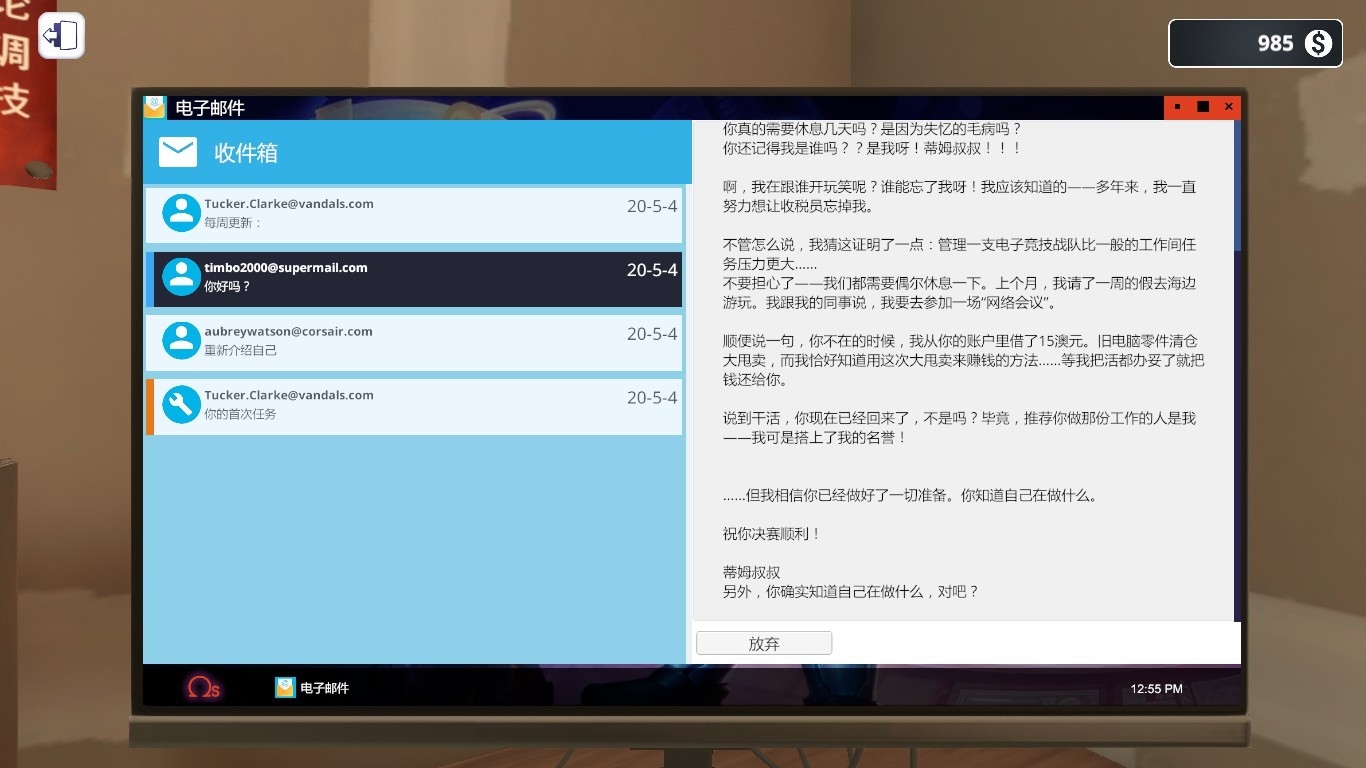 论
调
技
985
电子邮件
收件箱
Tucker.Clarke@vandals.com
20-5-4
每周更新：
timbo2000@supermail.com
20-5-4
你好吗？
aubreywatson@corsair.com
20-5-4
重新介绍自己
Tucker.Clarke@vandals.com
20-5-4
你的首次任务
你真的需要休息几天吗？是因为失忆的毛病吗？
你还记得我是谁吗？？是我呀！蒂姆叔叔！！！
啊，我在跟谁开玩笑呢？谁能忘了我呀！我应该知道的——多年来，我一直
努力想让收税员忘掉我。
不管怎么说，我猜这证明了一点：管理一支电子竞技战队比一般的工作间任
务压力更大……
不要担心了——我们都需要偶尔休息一下。上个月，我请了一周的假去海边
游玩。我跟我的同事说，我要去参加一场“网络会议”。
顺便说一句，你不在的时候，我从你的账户里借了15澳元。旧电脑零件清仓
大甩卖，而我恰好知道用这次大甩卖来赚钱的方法……等我把活都办妥了就把
钱还给你。
说到干活，你现在已经回来了，不是吗？毕竟，推荐你做那份工作的人是我
——我可是搭上了我的名誉！
……但我相信你已经做好了一切准备。你知道自己在做什么。
祝你决赛顺利！
蒂姆叔叔
另外，你确实知道自己在做什么，对吧？
放弃
Ωs
电子邮件
12:55 PM